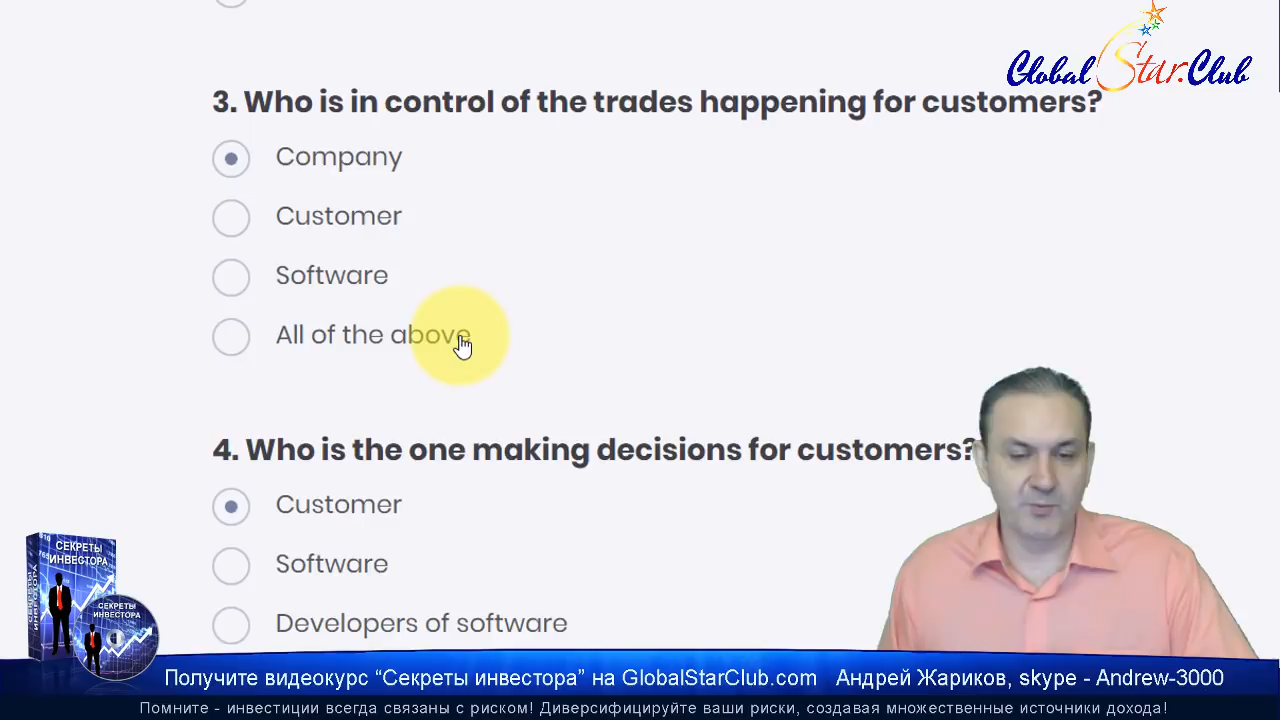 Global Star.Club
3. Who is in control of the trades happening for customers?
Company
Customer
Software
All of the above
4. Who is the one making decisions for customers?
Customer
Software
Developers of software
СЕКРЕТЫ
ИНВЕСТОРА
СЕКРЕТЫ
ИНВЕСТОРА
Получите видеокурс “Секреты инвестора” на GlobalStarClub.com Андрей Жариков, skype - Andrew-3000
Помните - инвестиции всегда связаны с риском! Диверсифицируйте ваши риски, создавая множественные источники дохода!